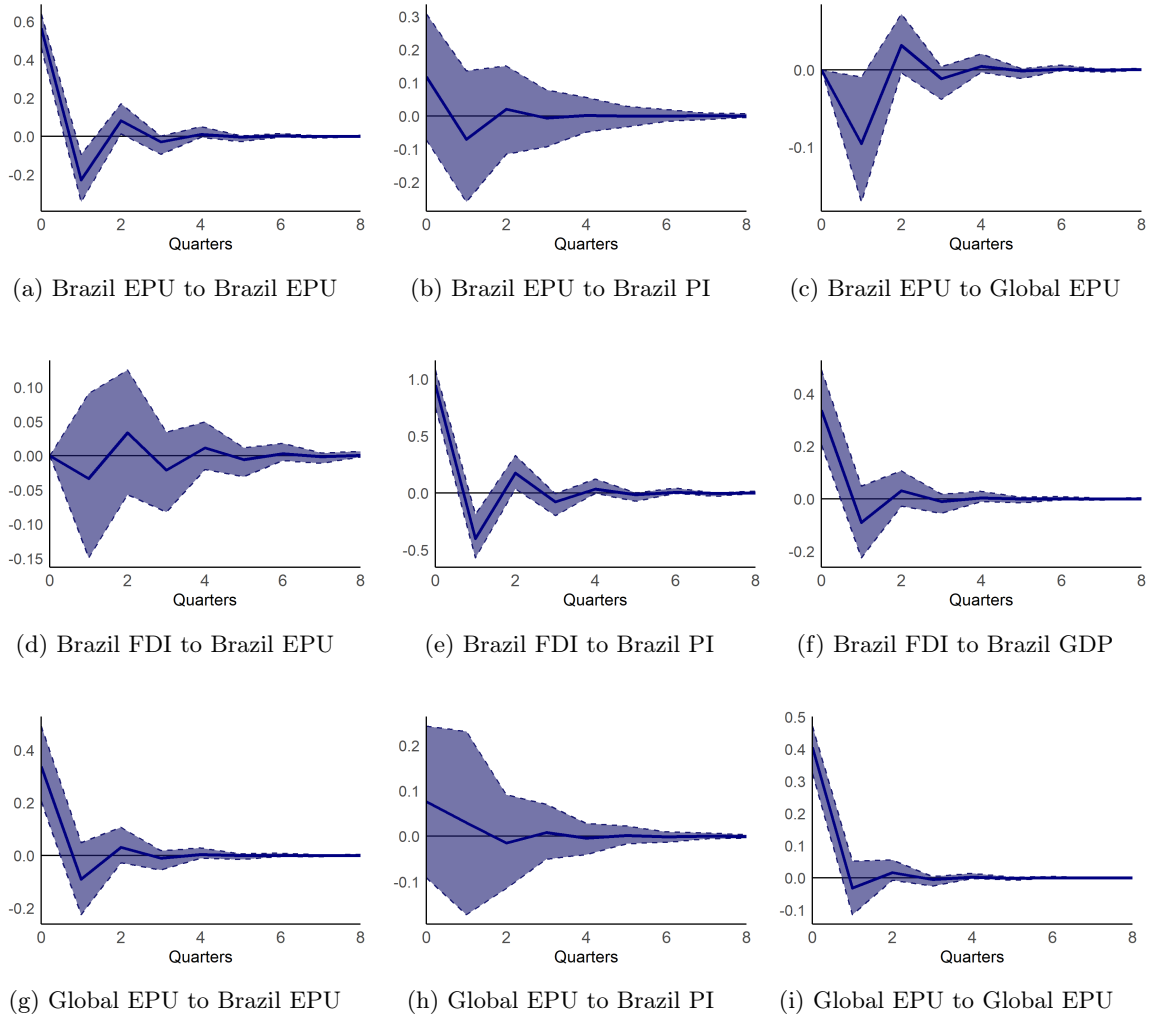 0.6
0.4
0.2
0.0
-0.2
0 2 4 6 8
Quarters
(a) Brazil EPU to Brazil EPU
0.3
0.2
0.1
0.0
-0.1
-0.2
0 2 4 6 8
Quarters
(b) Brazil EPU to Brazil PI
0.0
-0.1
0 2 4 6 8
Quarters
(c) Brazil EPU to Global EPU
0.10
0.05
0.00
-0.05
-0.10
-0.15
0 2 4 6 8
Quarters
(d) Brazil FDI to Brazil EPU
1.0
0.5
0.0
-0.5
0 2 4 6 8
Quarters
(e) Brazil FDI to Brazil PI
0.4
0.2
0.0
-0.2
0 2 4 6 8
Quarters
(f) Brazil FDI to Brazil GDP
0.4
0.2
0.0
-0.2
0 2 4 6 8
Quarters
(g) Global EPU to Brazil EPU
0.2
0.1
0.0
-0.1
0 2 4 6 8
Quarters
(h) Global EPU to Brazil PI
0.5
0.4
0.3
0.2
0.1
0.0
-0.1
0 2 4 6 8
Quarters
(i) Global EPU to Global EPU